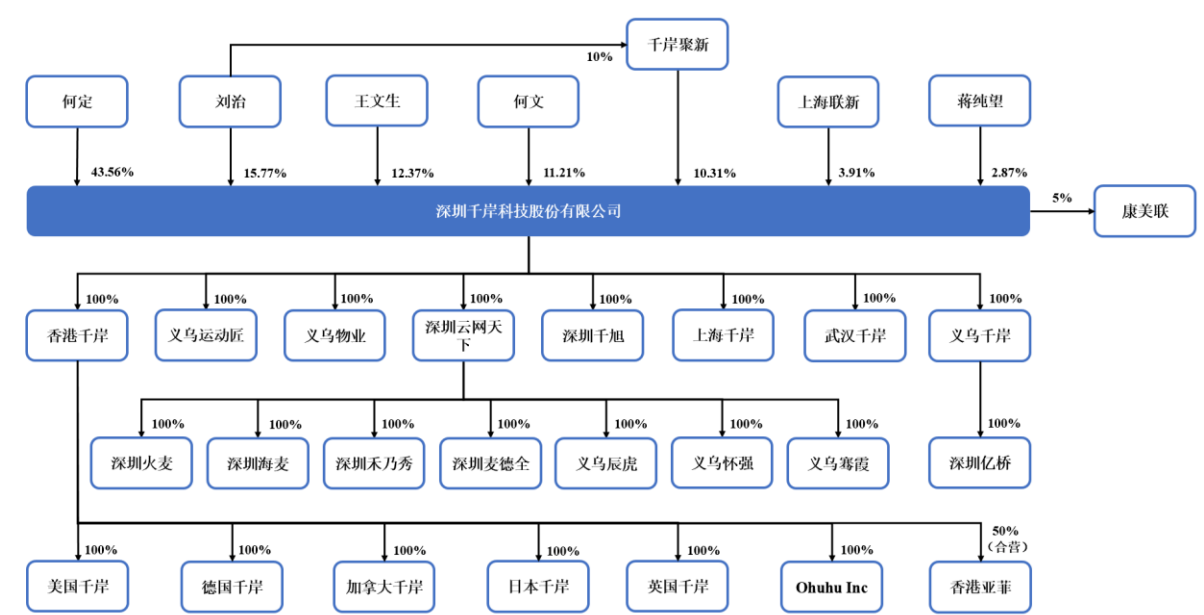 千岸聚新
10%
何定
刘治
王文生
何文
上海联新
蒋纯望
43.56%
15.77%
12.37%
11.21%
10.31%
3.91%
2.87%
深圳千岸科技股份有限公司
5%
康美联
100%
100%
100%
100%
100%
100%
100%
100%
香港千岸
义乌运动匠
义乌物业
深圳云网天
下
深圳千旭
上海千岸
武汉千岸
义乌千岸
100%
100%
100%
100%
100%
100%
100%
100%
深圳火麦
深圳海麦
深圳禾乃秀
深圳麦德全
义乌辰虎
义乌怀强
义乌骞霞
深圳亿桥
100%
100%
100%
100%
100%
100%
50%
（合营）
美国千岸
德国千岸
加拿大千岸
日本千岸
英国千岸
Ohuhu Inc
香港亚菲